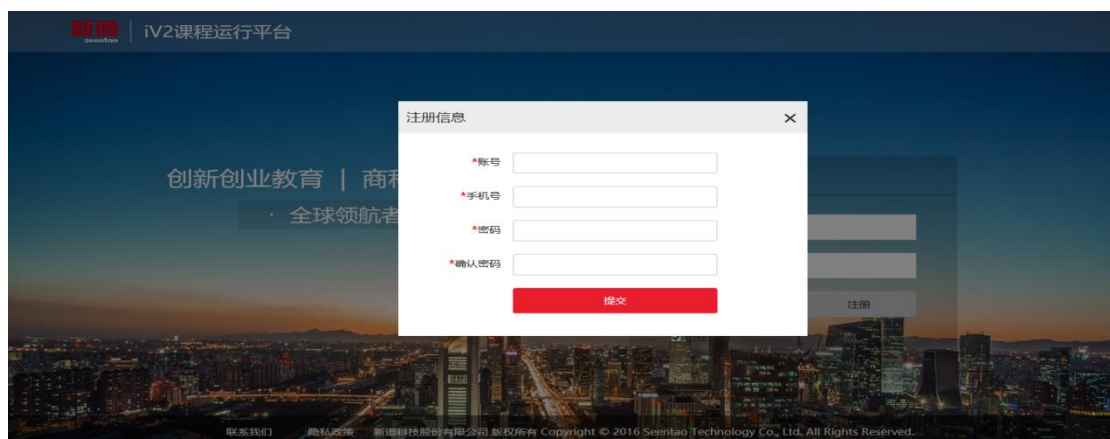 新道
seentao
iV2课程运行平台
注册信息
×
*账号
*手机号
*密码
*确认密码
提交
创新创业教育 | 商科
· 全球领航者
注册
联系我们 隐私政策 新道科技股份有限公司 版权所有 Copyright © 2016 Seentao Technology Co., Ltd. All Rights Reserved.